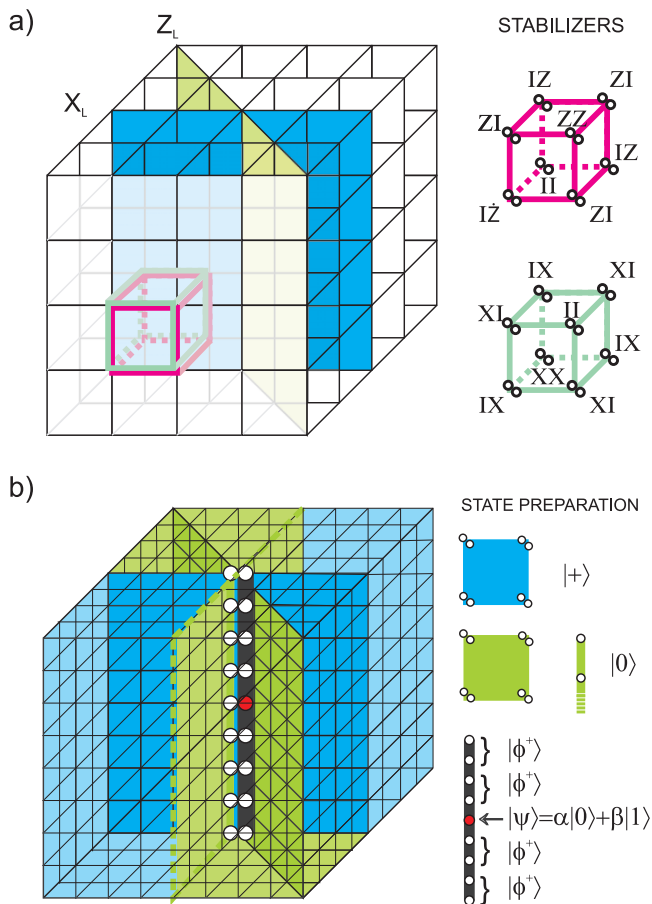 a)
Z_L
X_L
STABILIZERS
IZ ZI
ZI ZZ
IZ
II
IŻ ZI
IX XI
XI II
IX
XX
IX XI
b)
STATE PREPARATION
|+⟩
|0⟩
} |ϕ⁺⟩
} |ϕ⁺⟩
|ψ⟩=α|0⟩+β|1⟩
} |ϕ⁺⟩
} |ϕ⁺⟩